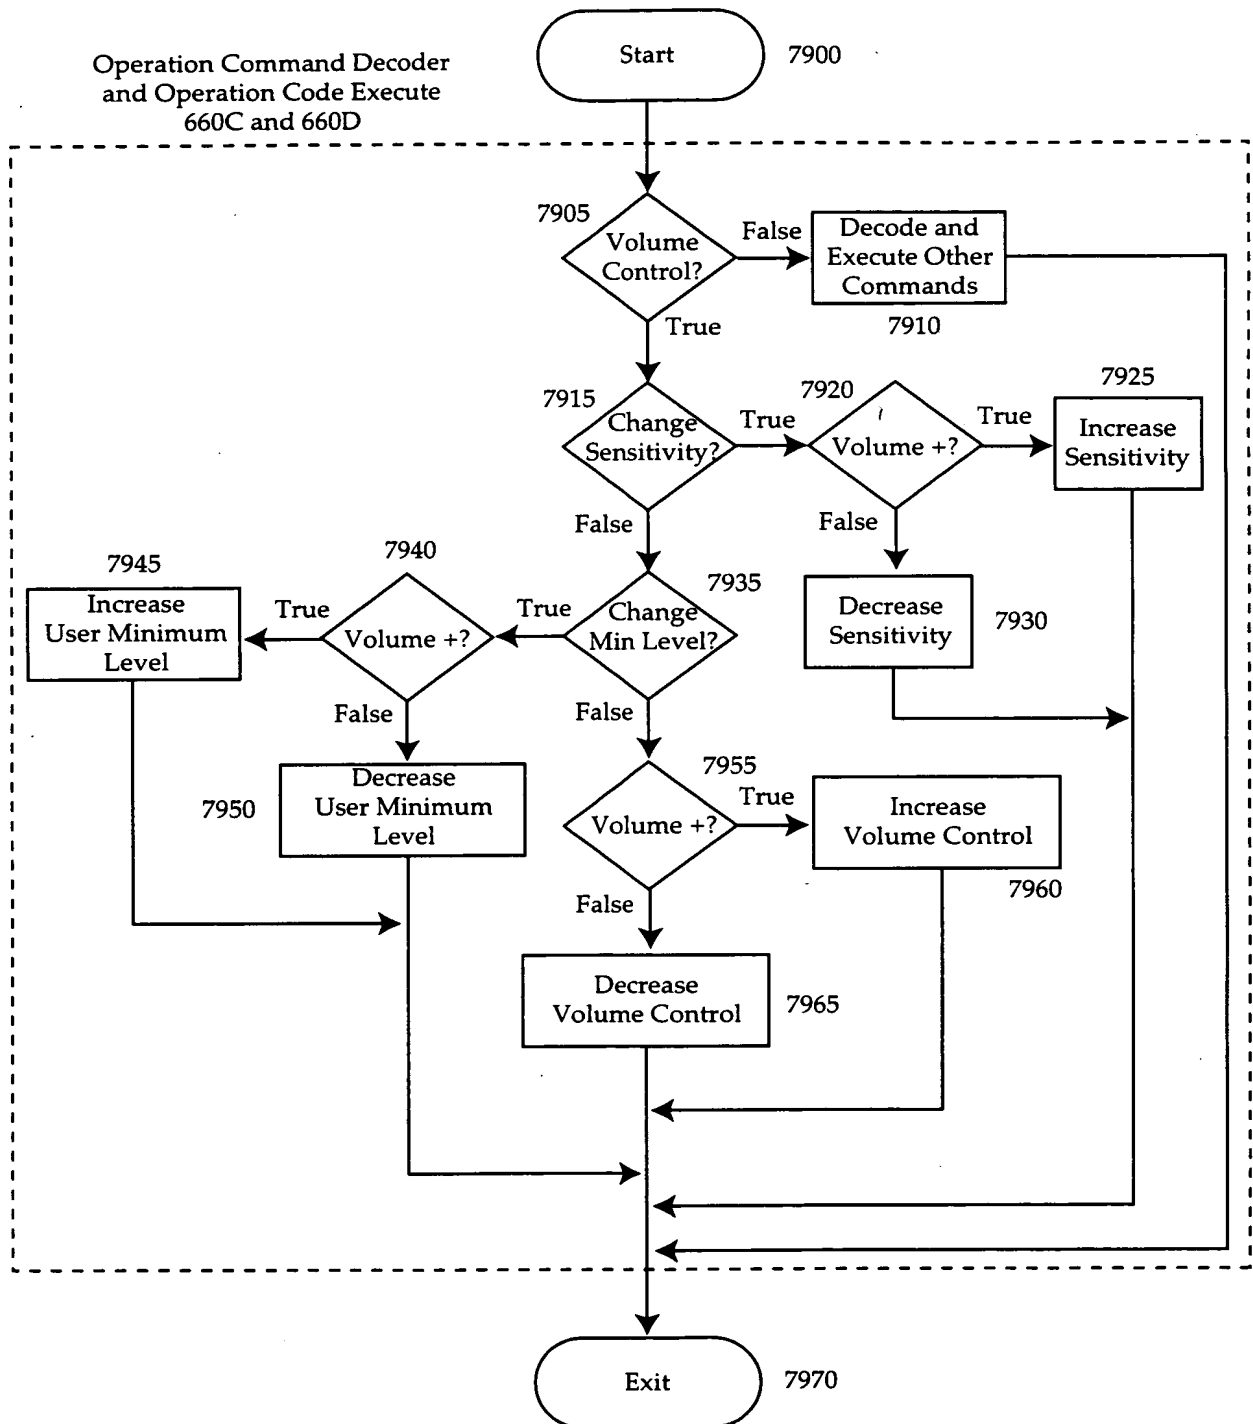 Start
7900
Operation Command Decoder
and Operation Code Execute
660C and 660D
7905
Volume
Control?
False
Decode and
Execute Other
Commands
7910
True
7915
Change
Sensitivity?
True
7920
Volume +?
True
7925
Increase
Sensitivity
False
False
7945
Increase
User Minimum
Level
True
7940
Volume +?
True
7935
Change
Min Level?
Decrease
Sensitivity
7930
False
False
7950
Decrease
User Minimum
Level
7955
Volume +?
True
Increase
Volume Control
7960
False
Decrease
Volume Control
7965
Exit
7970